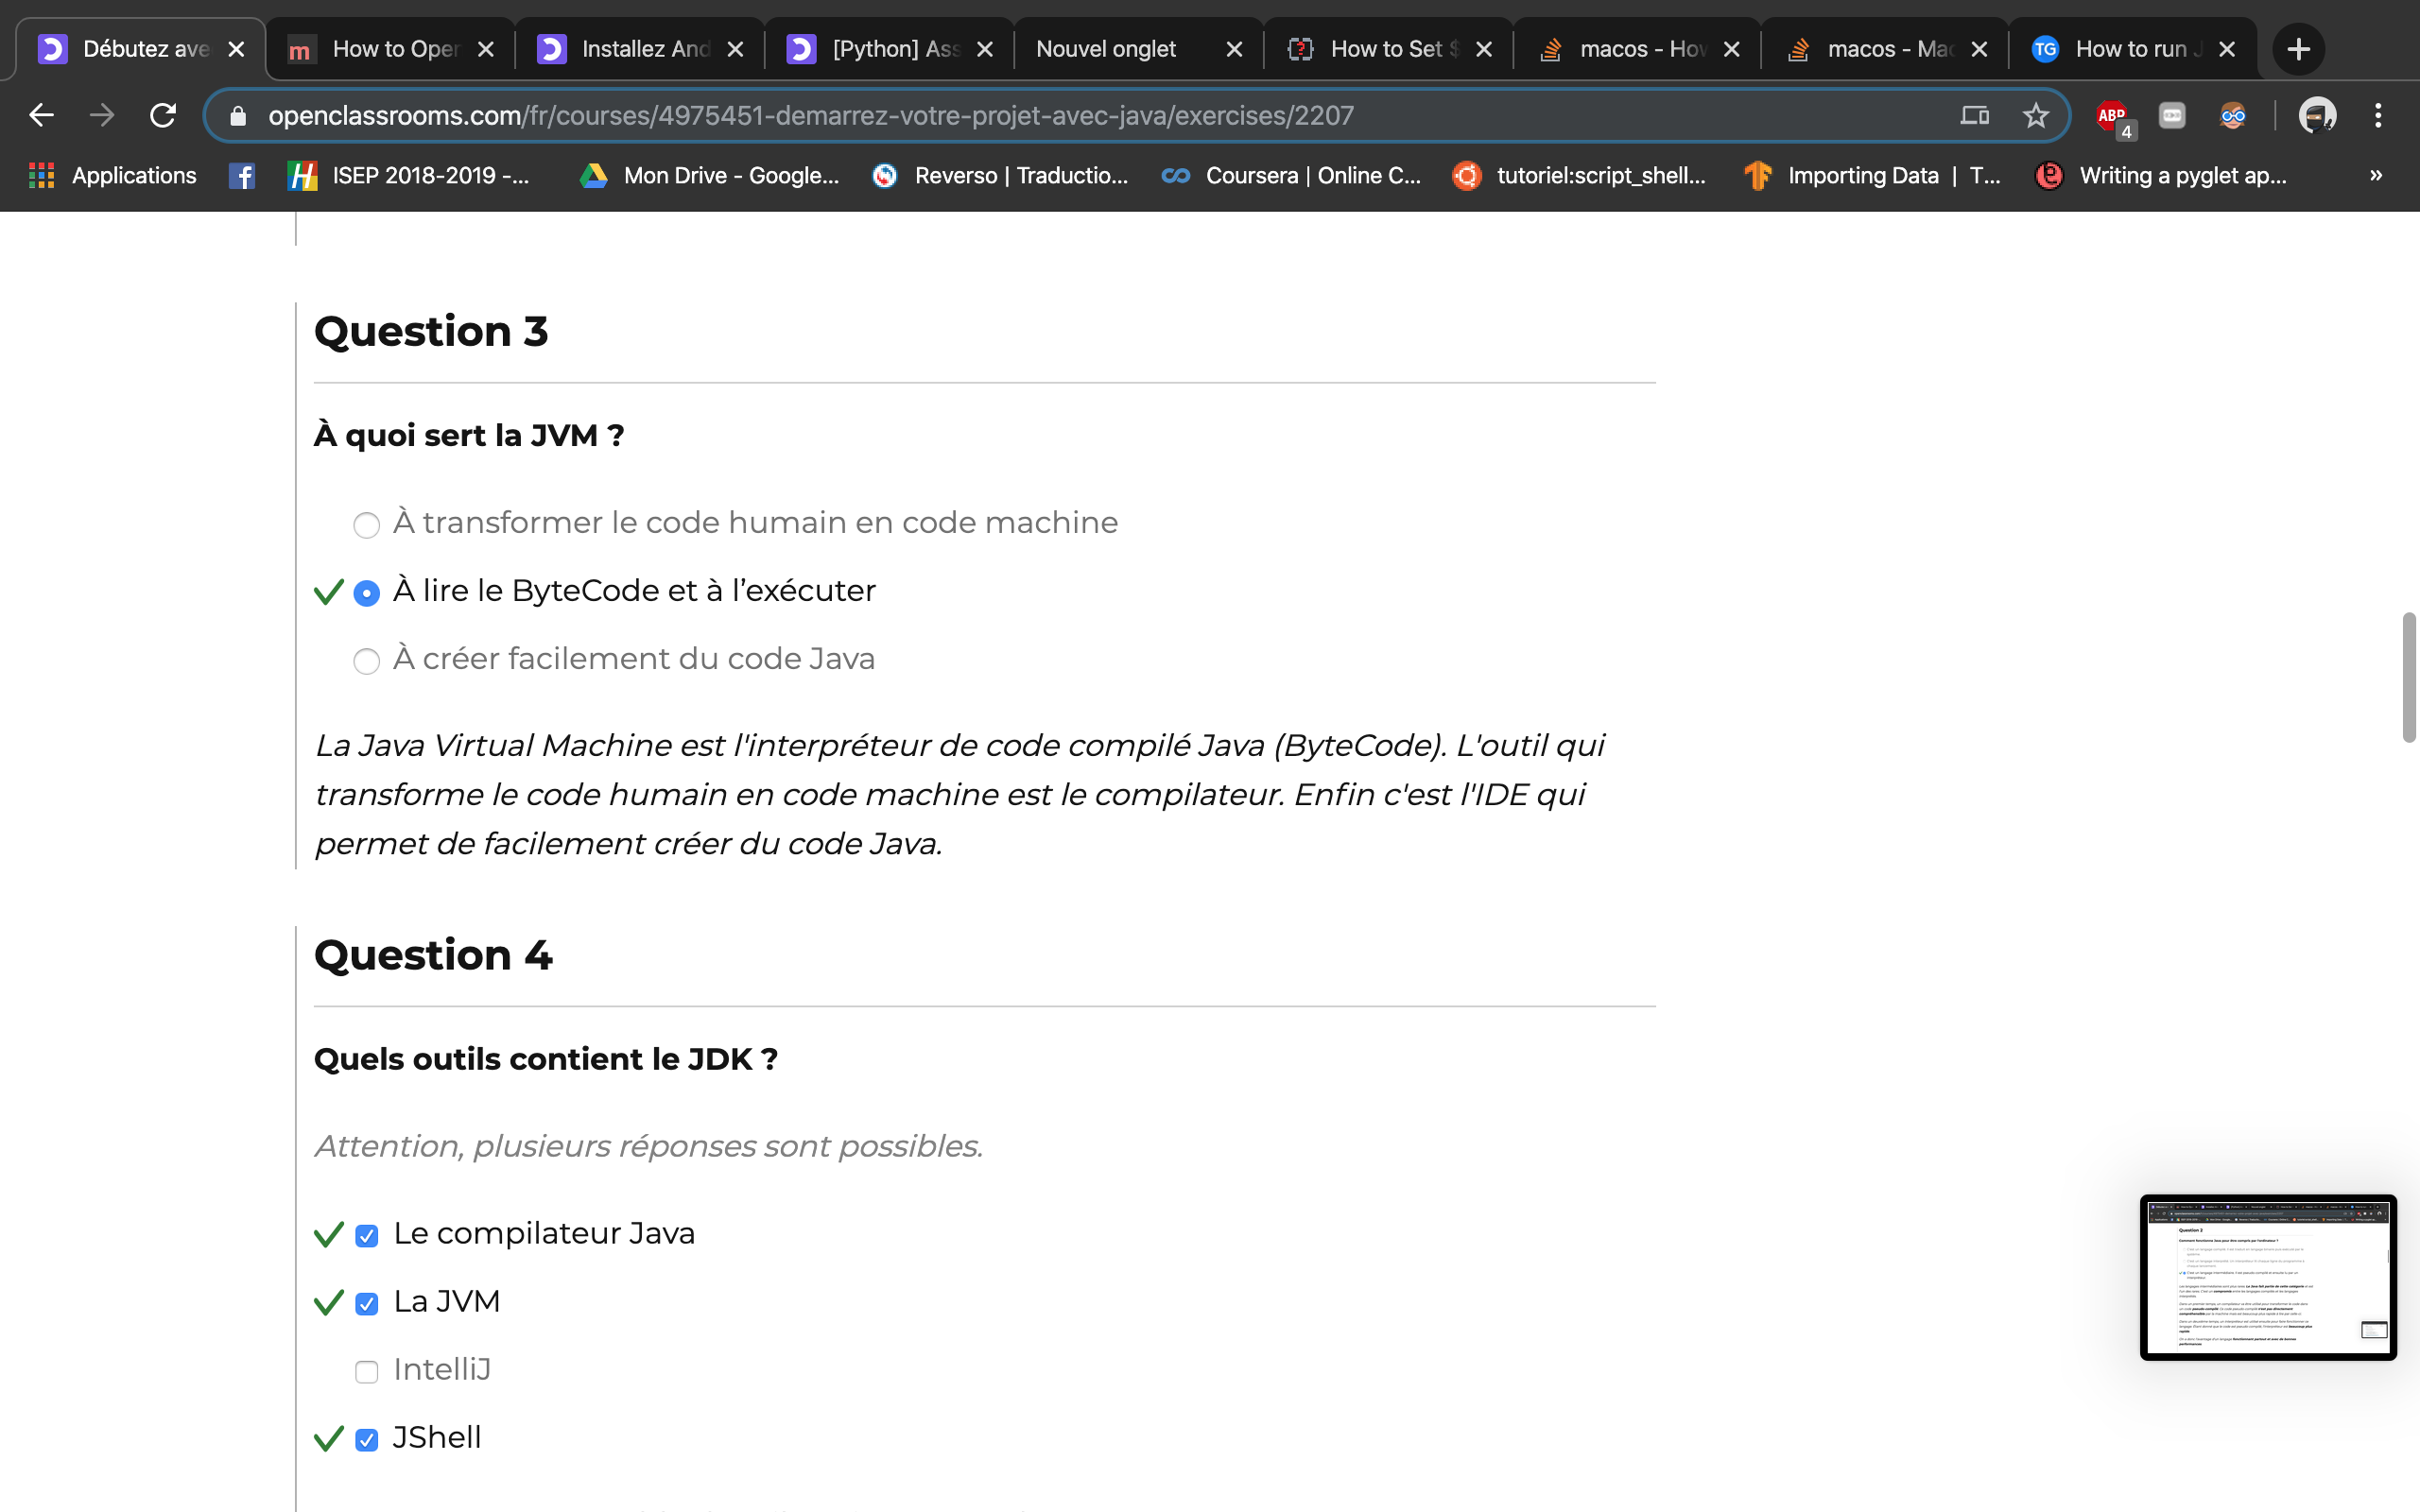 Débutez ave
How to Open
Installez And
[Python] Ass
Nouvel onglet
How to Set $
macos - How
macos - Mac
TG How to run J
openclassrooms.com/fr/courses/4975451-demarrez-votre-projet-avec-java/exercises/2207
ABP 4
Applications
ISEP 2018-2019 -...
Mon Drive - Google...
Reverso | Traductio...
Coursera | Online C...
tutoriel:script_shell...
Importing Data | T...
Writing a pyglet ap...
»
Question 3
À quoi sert la JVM ?
À transformer le code humain en code machine
À lire le ByteCode et à l’exécuter
À créer facilement du code Java
La Java Virtual Machine est l'interpréteur de code compilé Java (ByteCode). L'outil qui
transforme le code humain en code machine est le compilateur. Enfin c'est l'IDE qui
permet de facilement créer du code Java.
Question 4
Quels outils contient le JDK ?
Attention, plusieurs réponses sont possibles.
Le compilateur Java
La JVM
IntelliJ
JShell